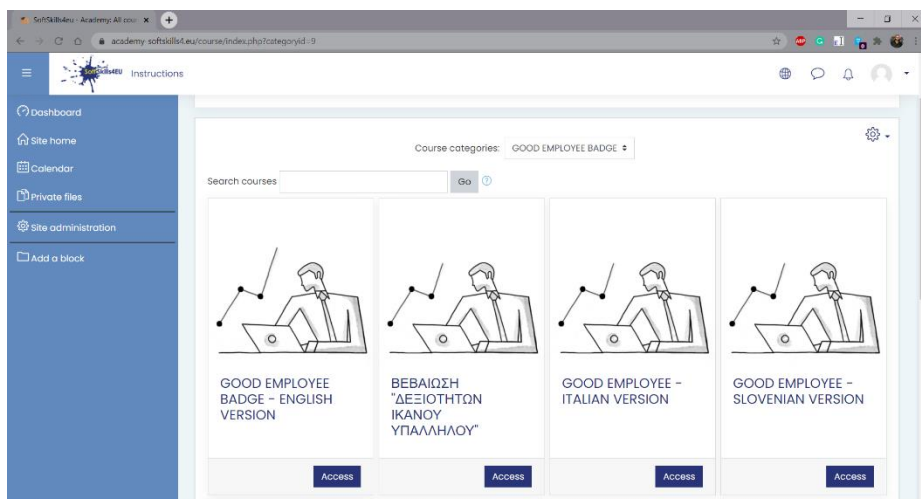 SoftSkills4eu - Academy: All cou
academy-softskills4.eu/course/index.php?categoryid=9
SoftSkills4EU
Instructions
Dashboard
Site home
Calendar
Private files
Site administration
Add a block
Course categories: GOOD EMPLOYEE BADGE
Search courses
Go
GOOD EMPLOYEE
BADGE - ENGLISH
VERSION
Access
ΒΕΒΑΙΩΣΗ
"ΔΕΞΙΟΤΗΤΩΝ
ΙΚΑΝΟΥ
ΥΠΑΛΛΗΛΟΥ"
Access
GOOD EMPLOYEE -
ITALIAN VERSION
Access
GOOD EMPLOYEE -
SLOVENIAN VERSION
Access